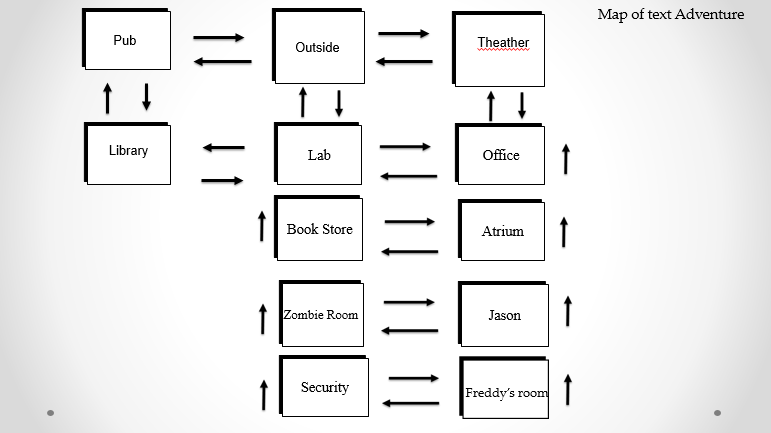 Map of text Adventure
Pub
Outside
Theather
Library
Lab
Office
Book Store
Atrium
Zombie Room
Jason
Security
Freddy's room